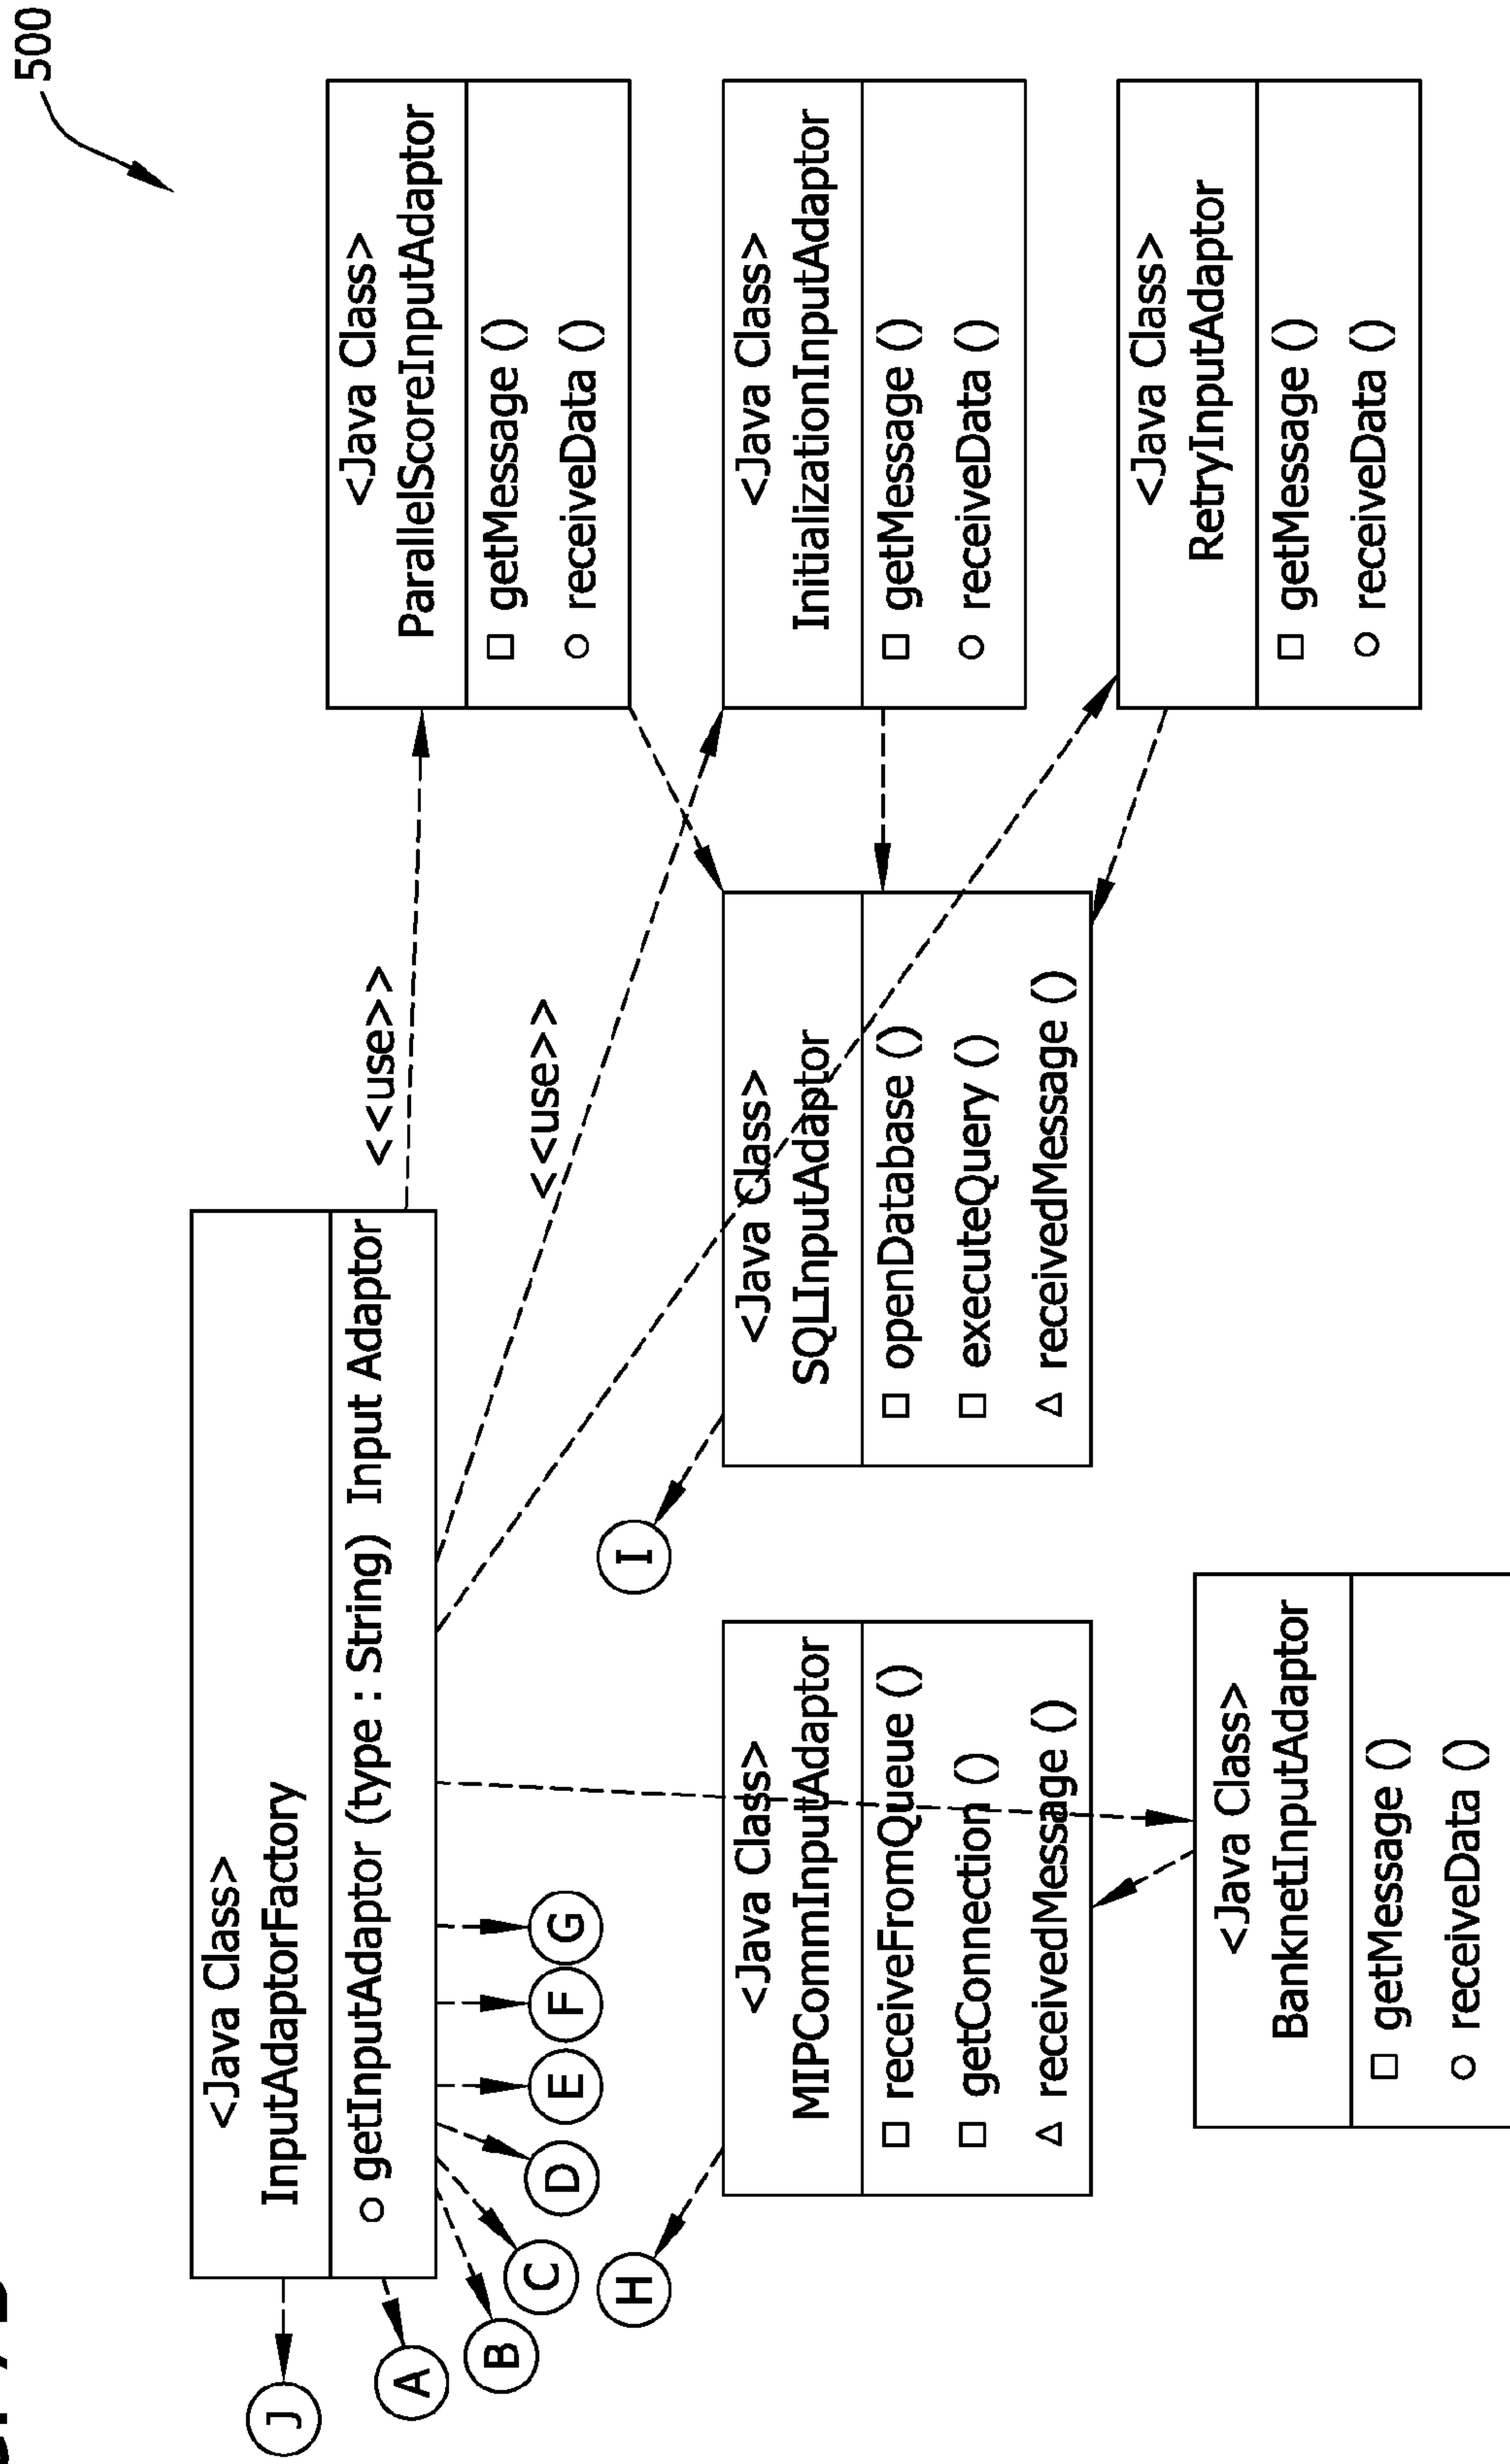 500
<Java Class>
InputAdaptorFactory
getInputAdaptor (type : String) Input Adaptor
<<use>>
<<use>>
J
A
B
C
D
E
F
G
H
I
<Java Class>
ParallelScoreInputAdaptor
getMessage ()
receiveData ()
<Java Class>
InitializationInputAdaptor
getMessage ()
receiveData ()
<Java Class>
RetryInputAdaptor
getMessage ()
receiveData ()
<Java Class>
SQLInputAdaptor
openDatabase ()
executeQuery ()
receivedMessage ()
<Java Class>
MIPCommInputAdaptor
receiveFromQueue ()
getConnection ()
receivedMessage ()
<Java Class>
BanknetInputAdaptor
getMessage ()
receiveData ()